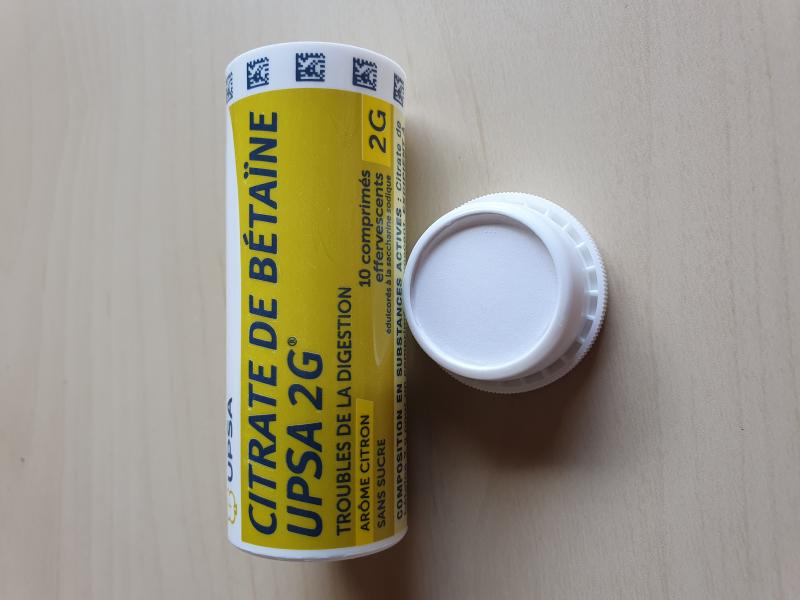 UPSA
CITRATE DE BÉTAÏNE
UPSA 2G®
TROUBLES DE LA DIGESTION
10 comprimés
effervescents
2G
édulcorés à la saccharine sodique
ARÔME CITRON
SANS SUCRE
COMPOSITION EN SUBSTANCES ACTIVES : Citrate de